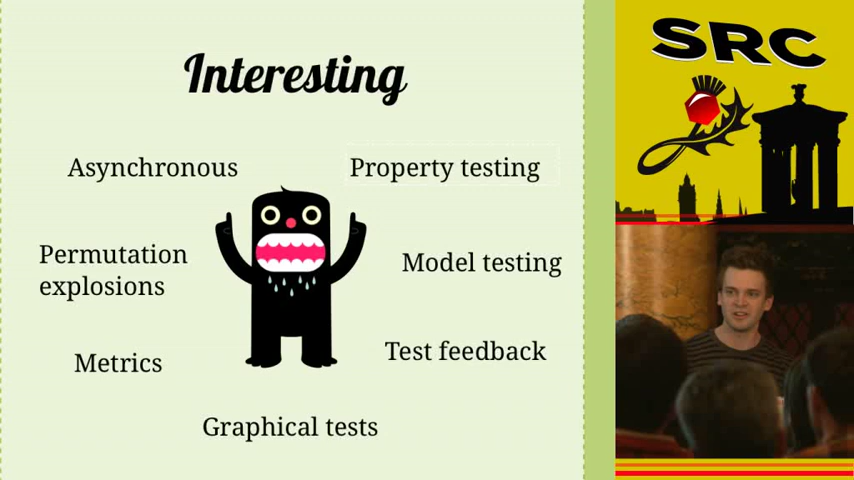 Interesting
Asynchronous
Property testing
Permutation
explosions
Model testing
Metrics
Test feedback
Graphical tests
SRC